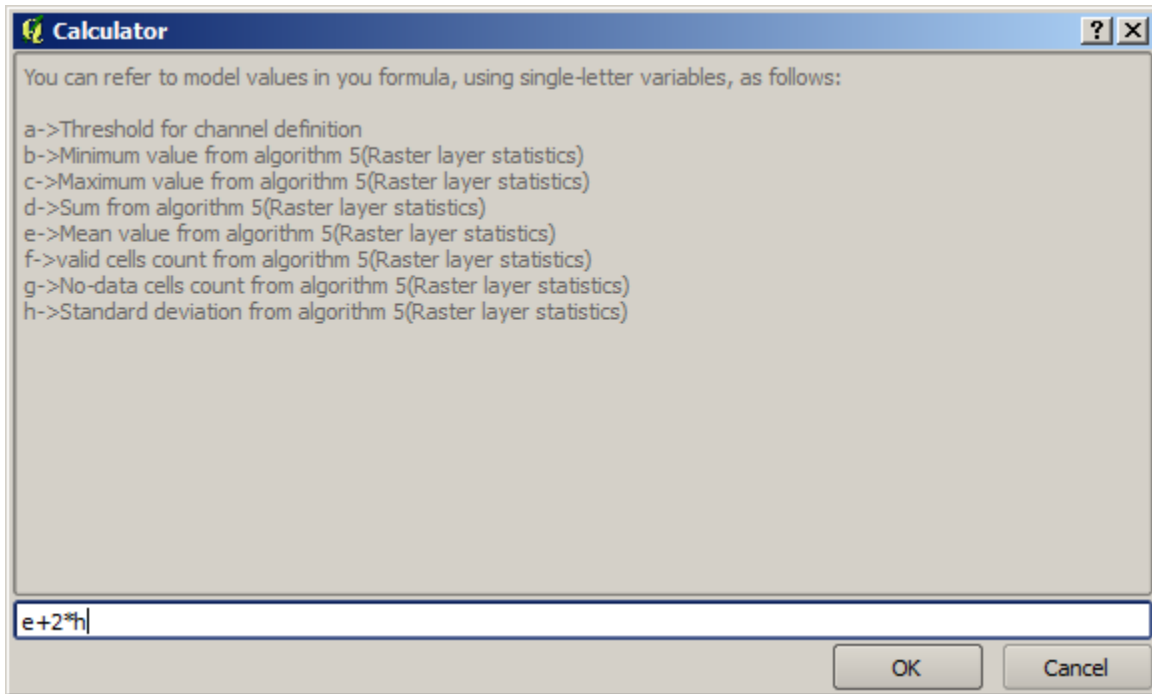 Calculator
You can refer to model values in you formula, using single-letter variables, as follows:
a->Threshold for channel definition
b->Minimum value from algorithm 5(Raster layer statistics)
c->Maximum value from algorithm 5(Raster layer statistics)
d->Sum from algorithm 5(Raster layer statistics)
e->Mean value from algorithm 5(Raster layer statistics)
f->valid cells count from algorithm 5(Raster layer statistics)
g->No-data cells count from algorithm 5(Raster layer statistics)
h->Standard deviation from algorithm 5(Raster layer statistics)
e+2*h
OK Cancel